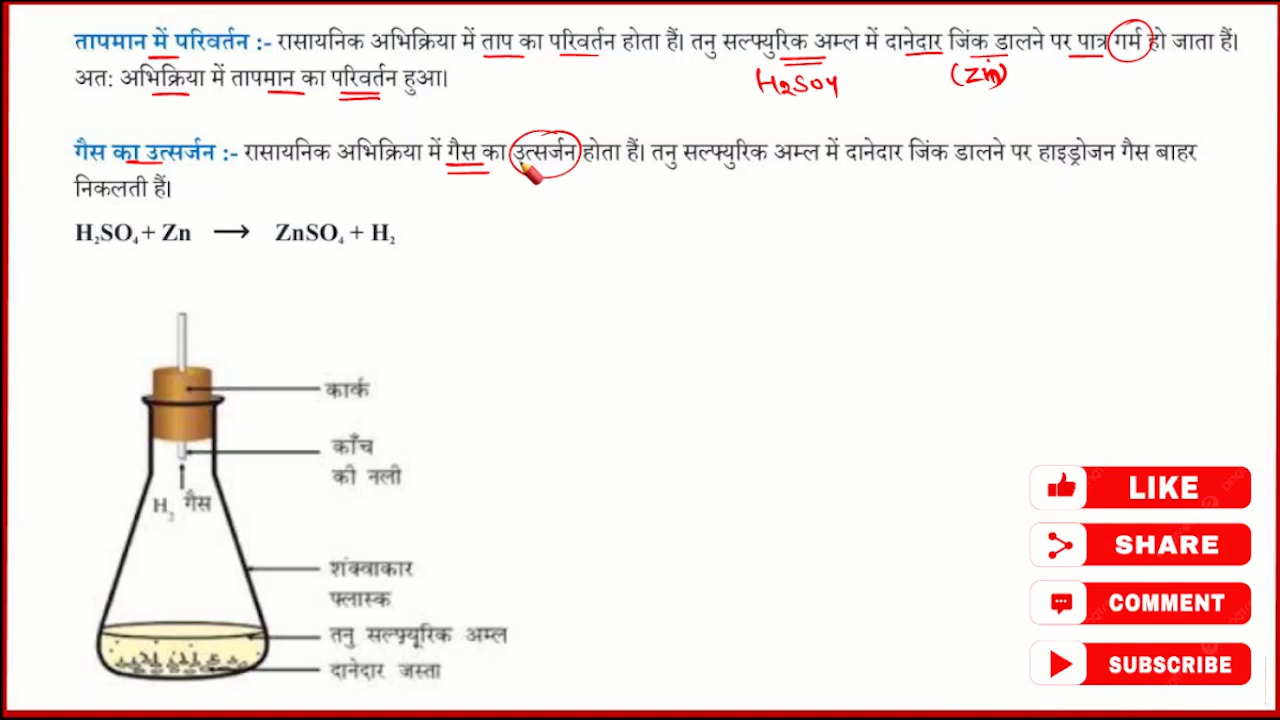 तापमान में परिवर्तन :- रासायनिक अभिक्रिया में ताप का परिवर्तन होता हैं। तनु सल्फ्युरिक अम्ल में दानेदार जिंक डालने पर पात्र गर्म हो जाता हैं।
H₂SO₄ (Zn)
अत: अभिक्रिया में तापमान का परिवर्तन हुआ।
गैस का उत्सर्जन :- रासायनिक अभिक्रिया में गैस का उत्सर्जन होता हैं। तनु सल्फ्युरिक अम्ल में दानेदार जिंक डालने पर हाइड्रोजन गैस बाहर
निकलती हैं।
H₂SO₄ + Zn ⟶ ZnSO₄ + H₂
कार्क
काँच
की नली
H₂ गैस
शंक्वाकार
फ्लास्क
तनु सल्फ्यूरिक अम्ल
दानेदार जस्ता
LIKE
SHARE
COMMENT
SUBSCRIBE